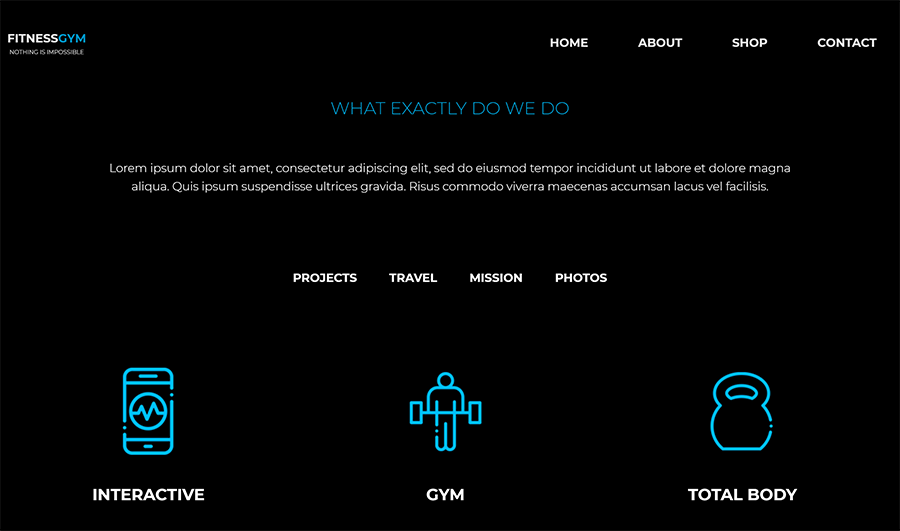 FITNESSGYM
NOTHING IS IMPOSSIBLE
HOME ABOUT SHOP CONTACT
WHAT EXACTLY DO WE DO
Lorem ipsum dolor sit amet, consectetur adipiscing elit, sed do eiusmod tempor incididunt ut labore et dolore magna
aliqua. Quis ipsum suspendisse ultrices gravida. Risus commodo viverra maecenas accumsan lacus vel facilisis.
PROJECTS TRAVEL MISSION PHOTOS
INTERACTIVE GYM TOTAL BODY